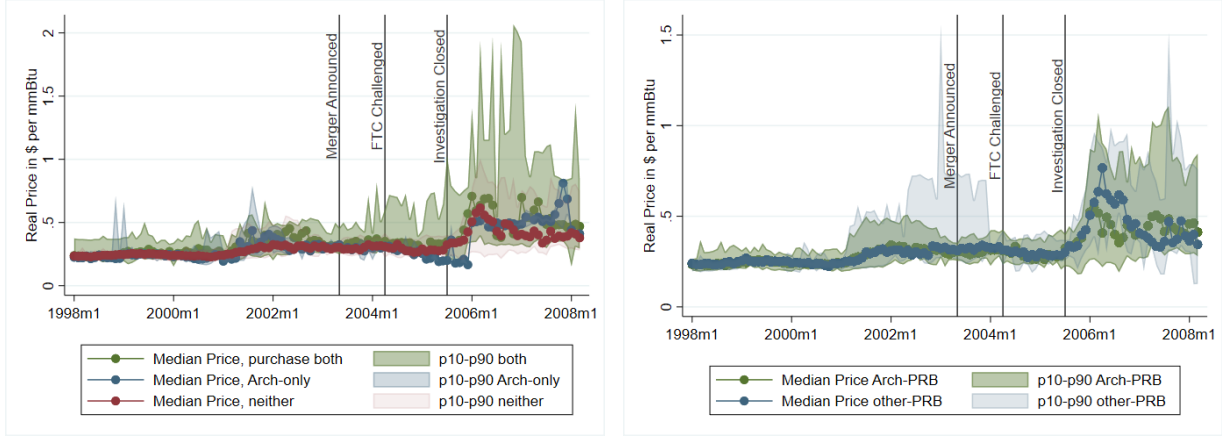 Real Price in $ per mmBtu
2
1.5
1
.5
0
Merger Announced
FTC Challenged
Investigation Closed
1998m1 2000m1 2002m1 2004m1 2006m1 2008m1
Median Price, purchase both p10-p90 both
Median Price, Arch-only p10-p90 Arch-only
Median Price, neither p10-p90 neither
Real Price in $ per mmBtu
1.5
1
.5
0
Merger Announced
FTC Challenged
Investigation Closed
1998m1 2000m1 2002m1 2004m1 2006m1 2008m1
Median Price Arch-PRB p10-p90 Arch-PRB
Median Price other-PRB p10-p90 other-PRB